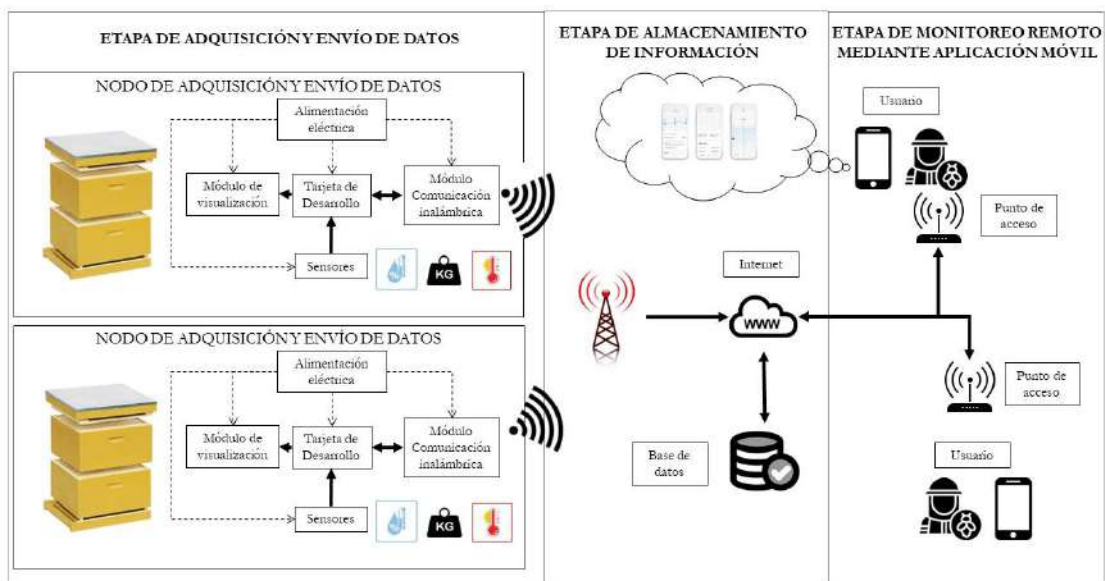 ETAPA DE ADQUISICIÓN Y ENVÍO DE DATOS
NODO DE ADQUISICIÓN Y ENVÍO DE DATOS
Alimentación
eléctrica
Módulo de
visualización
Tarjeta de
Desarrollo
Módulo
Comunicación
inalámbrica
Sensores
KG
NODO DE ADQUISICIÓN Y ENVÍO DE DATOS
Alimentación
eléctrica
Módulo de
visualización
Tarjeta de
Desarrollo
Módulo
Comunicación
inalámbrica
Sensores
KG
ETAPA DE ALMACENAMIENTO
DE INFORMACIÓN
Internet
WWW
Base de
datos
ETAPA DE MONITOREO REMOTO
MEDIANTE APLICACIÓN MÓVIL
Usuario
Punto de
acceso
Punto de
acceso
Usuario